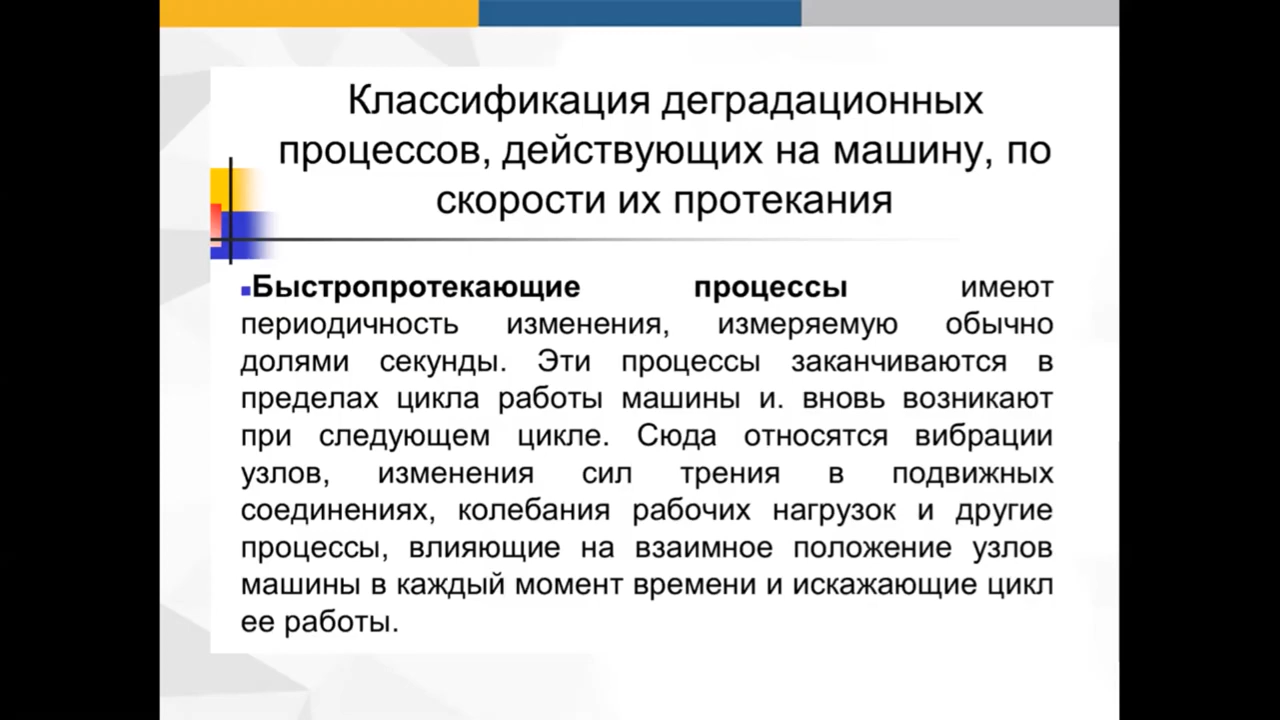 Классификация деградационных
процессов, действующих на машину, по
скорости их протекания
Быстропротекающие процессы имеют
периодичность изменения, измеряемую обычно
долями секунды. Эти процессы заканчиваются в
пределах цикла работы машины и. вновь возникают
при следующем цикле. Сюда относятся вибрации
узлов, изменения сил трения в подвижных
соединениях, колебания рабочих нагрузок и другие
процессы, влияющие на взаимное положение узлов
машины в каждый момент времени и искажающие цикл
ее работы.